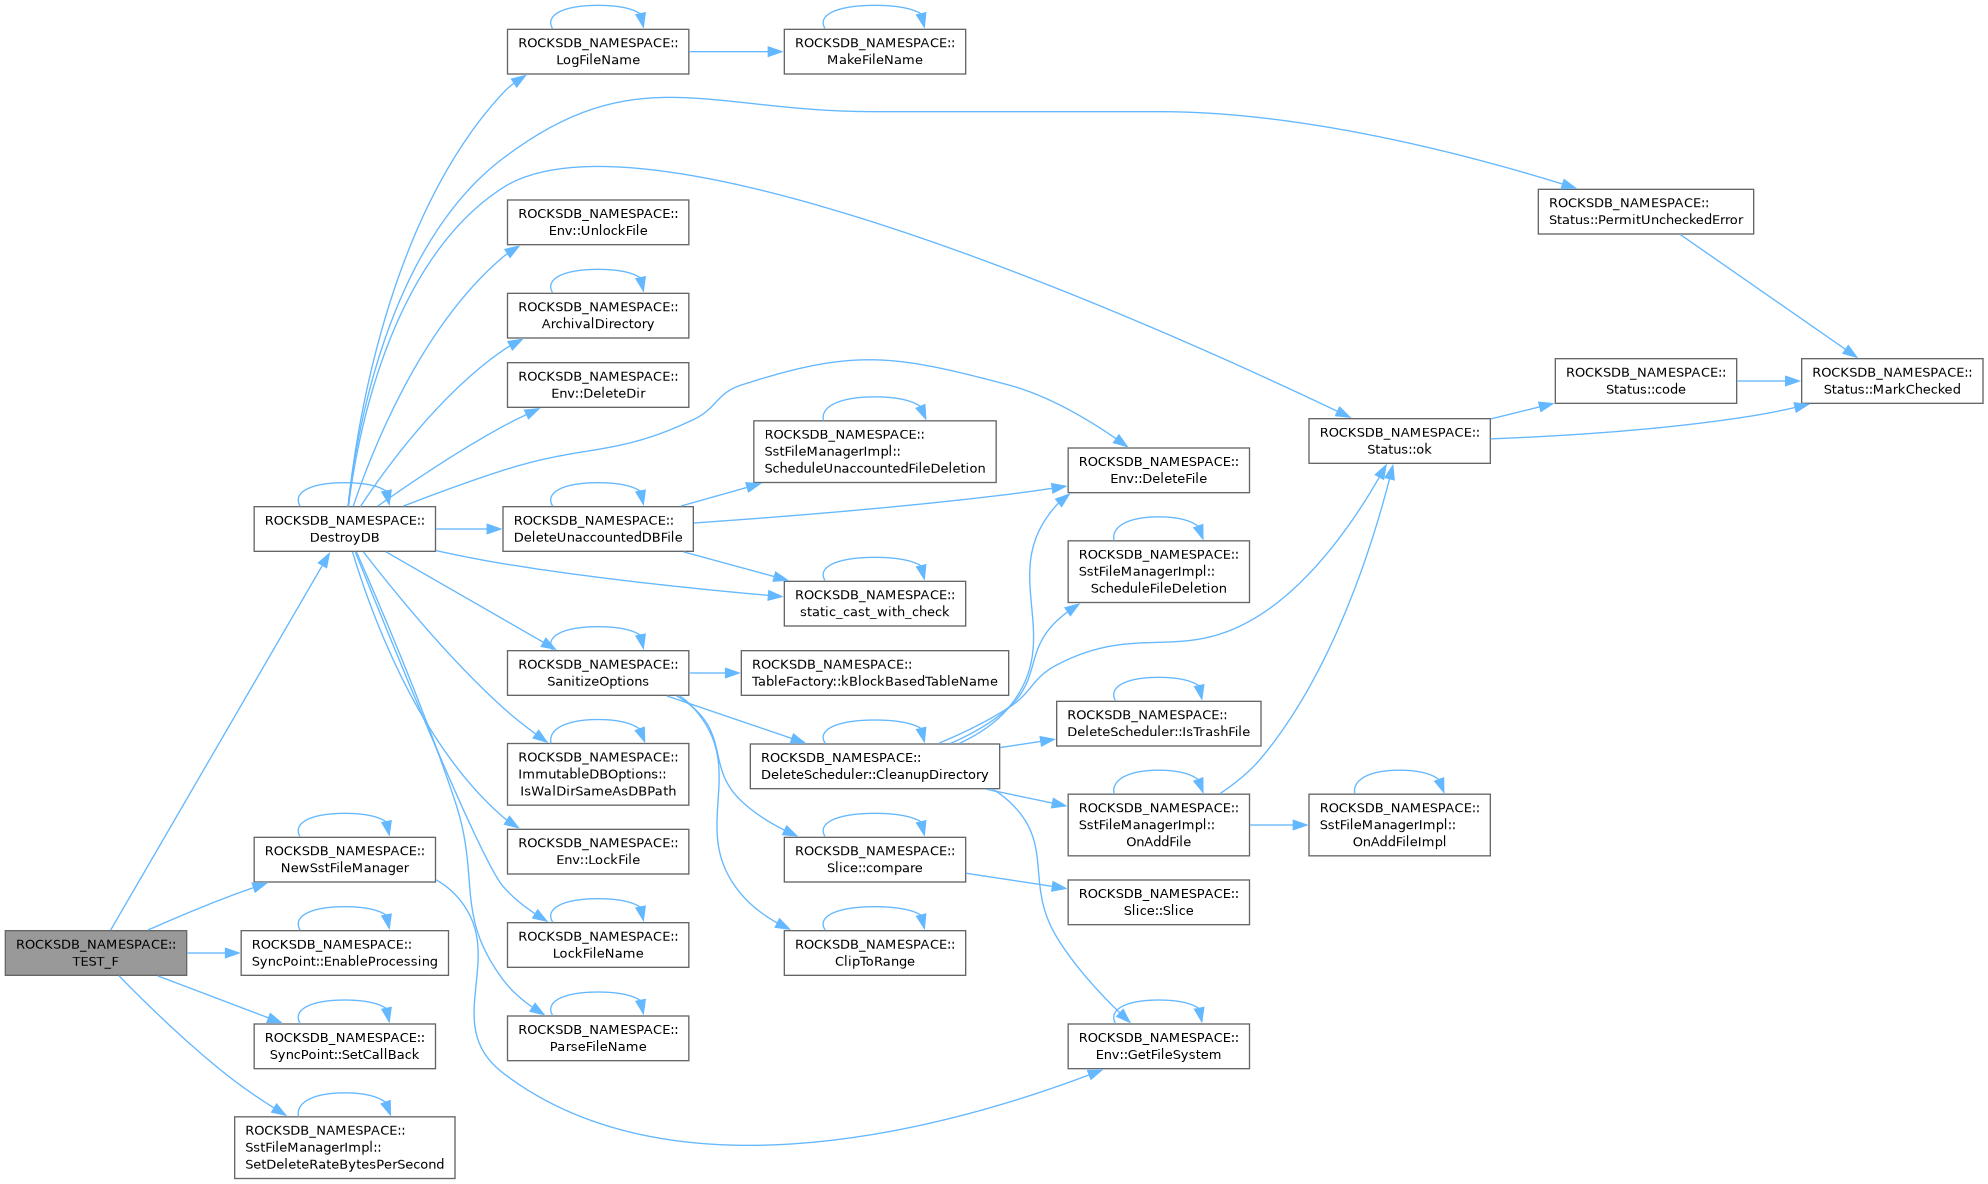 ROCKSDB_NAMESPACE::
LogFileName
ROCKSDB_NAMESPACE::
MakeFileName
ROCKSDB_NAMESPACE::
Status::PermitUncheckedError
ROCKSDB_NAMESPACE::
Env::UnlockFile
ROCKSDB_NAMESPACE::
ArchivalDirectory
ROCKSDB_NAMESPACE::
Env::DeleteDir
ROCKSDB_NAMESPACE::
Status::code
ROCKSDB_NAMESPACE::
Status::MarkChecked
ROCKSDB_NAMESPACE::
SstFileManagerImpl::
ScheduleUnaccountedFileDeletion
ROCKSDB_NAMESPACE::
Env::DeleteFile
ROCKSDB_NAMESPACE::
Status::ok
ROCKSDB_NAMESPACE::
DestroyDB
ROCKSDB_NAMESPACE::
DeleteUnaccountedDBFile
ROCKSDB_NAMESPACE::
SstFileManagerImpl::
ScheduleFileDeletion
ROCKSDB_NAMESPACE::
static_cast_with_check
ROCKSDB_NAMESPACE::
SanitizeOptions
ROCKSDB_NAMESPACE::
TableFactory::kBlockBasedTableName
ROCKSDB_NAMESPACE::
DeleteScheduler::IsTrashFile
ROCKSDB_NAMESPACE::
ImmutableDBOptions::
IsWalDirSameAsDBPath
ROCKSDB_NAMESPACE::
DeleteScheduler::CleanupDirectory
ROCKSDB_NAMESPACE::
SstFileManagerImpl::
OnAddFile
ROCKSDB_NAMESPACE::
SstFileManagerImpl::
OnAddFileImpl
ROCKSDB_NAMESPACE::
NewSstFileManager
ROCKSDB_NAMESPACE::
Env::LockFile
ROCKSDB_NAMESPACE::
Slice::compare
ROCKSDB_NAMESPACE::
Slice::Slice
ROCKSDB_NAMESPACE::
TEST_F
ROCKSDB_NAMESPACE::
SyncPoint::EnableProcessing
ROCKSDB_NAMESPACE::
LockFileName
ROCKSDB_NAMESPACE::
ClipToRange
ROCKSDB_NAMESPACE::
SyncPoint::SetCallBack
ROCKSDB_NAMESPACE::
ParseFileName
ROCKSDB_NAMESPACE::
Env::GetFileSystem
ROCKSDB_NAMESPACE::
SstFileManagerImpl::
SetDeleteRateBytesPerSecond